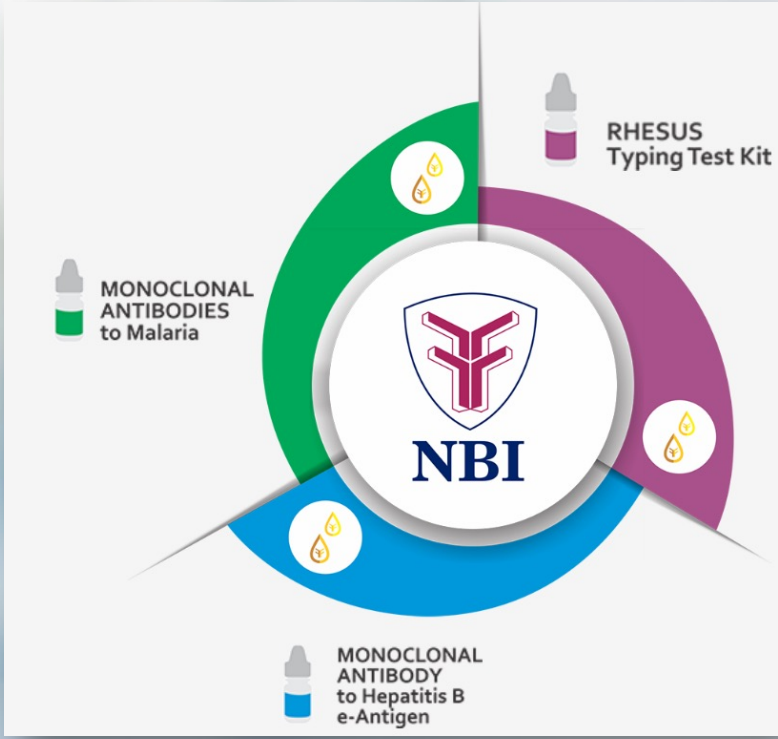 RHESUS
Typing Test Kit
MONOCLONAL
ANTIBODIES
to Malaria
NBI
MONOCLONAL
ANTIBODY
to Hepatitis B
e-Antigen